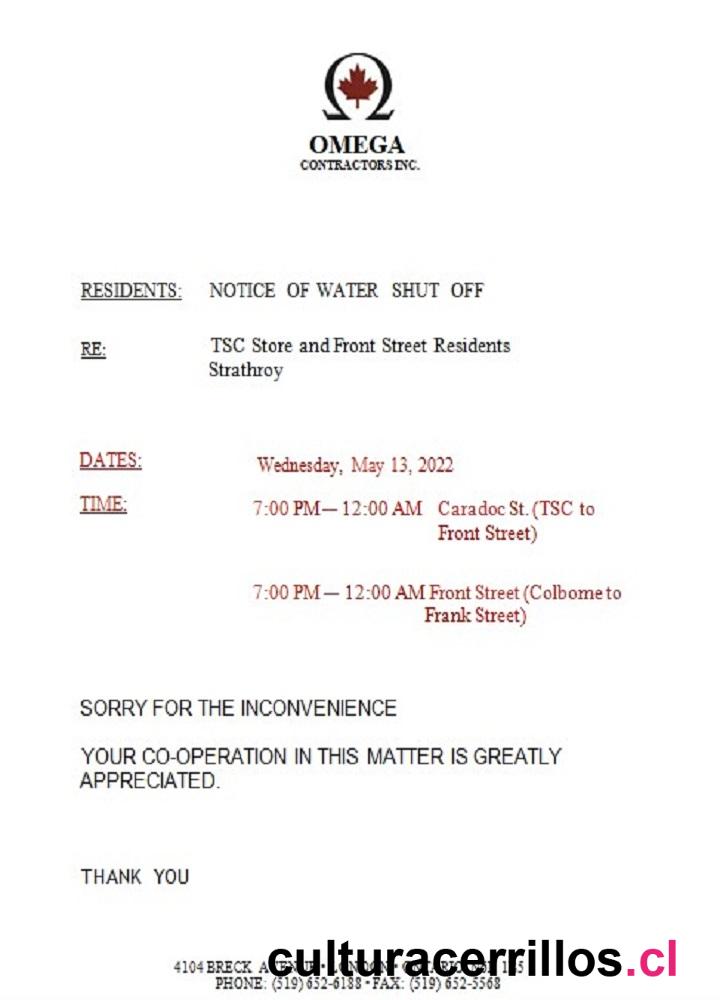 OMEGA
CONTRACTORS INC.
RESIDENTS: NOTICE OF WATER SHUT OFF
RE: TSC Store and Front Street Residents
Strathroy
DATES: Wednesday, May 13, 2022
TIME: 7:00 PM— 12:00 AM Caradoc St. (TSC to
Front Street)
7:00 PM — 12:00 AM Front Street (Colbome to
Frank Street)
SORRY FOR THE INCONVENIENCE
YOUR CO-OPERATION IN THIS MATTER IS GREATLY
APPRECIATED.
THANK YOU
4104 BRECK
culturacerrillos.cl
PHONE: (519) 652-6188 • FAX: (519) 652-5568